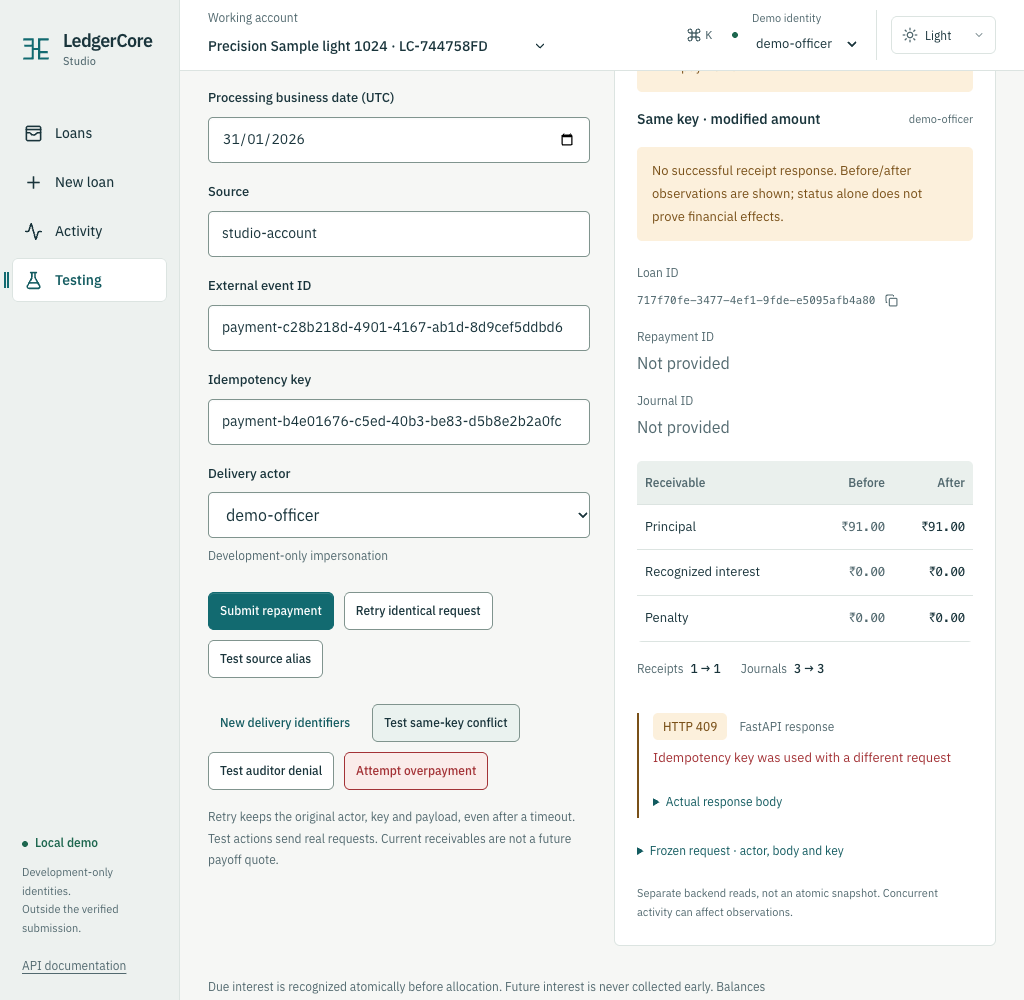 LedgerCore
Studio
Loans
New loan
Activity
Testing
Local demo
Development-only
identities.
Outside the verified
submission.
API documentation
Working account
Precision Sample light 1024 · LC-744758FD
⌘ K
Demo identity
demo-officer
Light
Processing business date (UTC)
31/01/2026
Source
studio-account
External event ID
payment-c28b218d-4901-4167-ab1d-8d9cef5ddbd6
Idempotency key
payment-b4e01676-c5ed-40b3-be83-d5b8e2b2a0fc
Delivery actor
demo-officer
Development-only impersonation
Submit repayment
Retry identical request
Test source alias
New delivery identifiers
Test same-key conflict
Test auditor denial
Attempt overpayment
Retry keeps the original actor, key and payload, even after a timeout.
Test actions send real requests. Current receivables are not a future
payoff quote.
Same key · modified amount
demo-officer
No successful receipt response. Before/after
observations are shown; status alone does not
prove financial effects.
Loan ID
717f70fe-3477-4ef1-9fde-e5095afb4a80
Repayment ID
Not provided
Journal ID
Not provided
Receivable Before After
Principal ₹91.00 ₹91.00
Recognized interest ₹0.00 ₹0.00
Penalty ₹0.00 ₹0.00
Receipts 1 → 1 Journals 3 → 3
HTTP 409 FastAPI response
Idempotency key was used with a different request
Actual response body
Frozen request · actor, body and key
Separate backend reads, not an atomic snapshot. Concurrent
activity can affect observations.
Due interest is recognized atomically before allocation. Future interest is never collected early. Balances